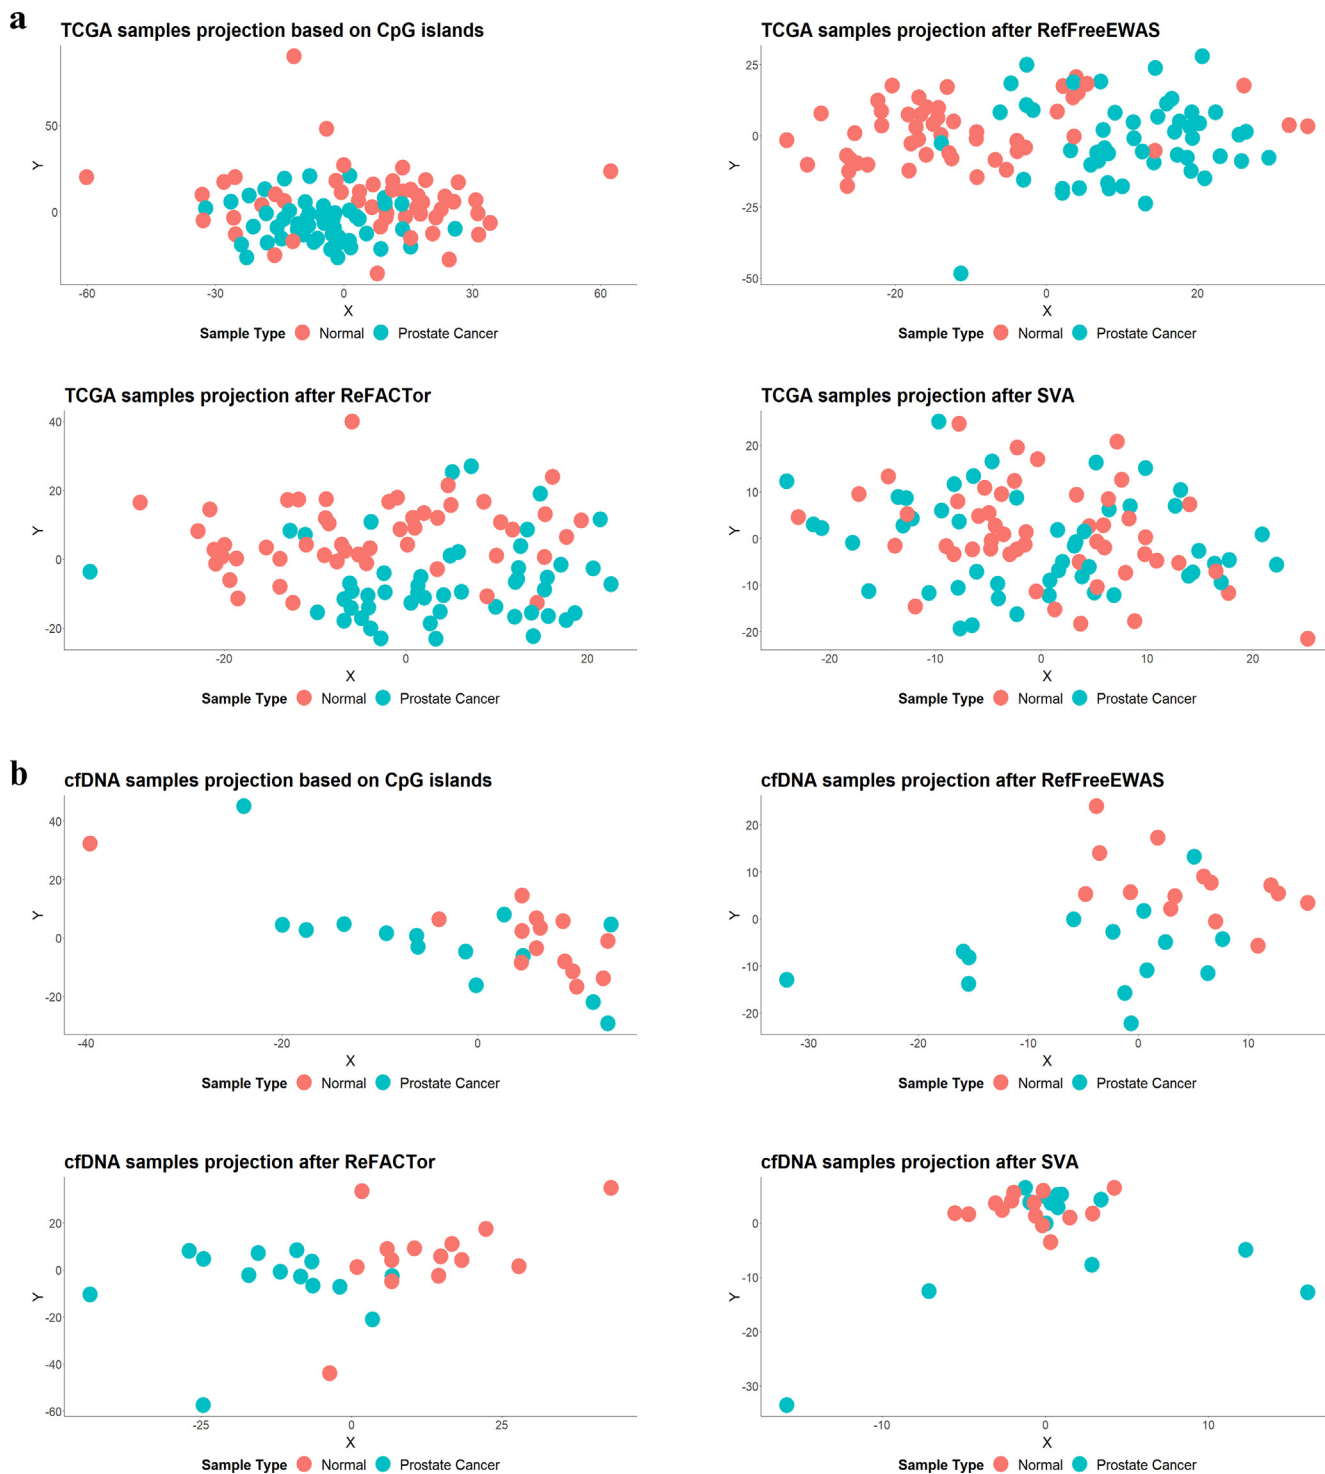 a
TCGA samples projection based on CpG islands
50
0
Y
-60 -30 0 30 60
X
Sample Type Normal Prostate Cancer
TCGA samples projection after RefFreeEWAS
25
0
-25
-50
Y
-20 0 20
X
Sample Type Normal Prostate Cancer
TCGA samples projection after ReFACTor
40
20
0
-20
Y
-20 0 20
X
Sample Type Normal Prostate Cancer
TCGA samples projection after SVA
20
10
0
-10
-20
Y
-20 -10 0 10 20
X
Sample Type Normal Prostate Cancer
b
cfDNA samples projection based on CpG islands
40
20
0
-20
Y
-40 -20 0
X
Sample Type Normal Prostate Cancer
cfDNA samples projection after RefFreeEWAS
20
10
0
-10
-20
Y
-30 -20 -10 0 10
X
Sample Type Normal Prostate Cancer
cfDNA samples projection after ReFACTor
20
0
-20
-40
-60
Y
-25 0 25
X
Sample Type Normal Prostate Cancer
cfDNA samples projection after SVA
0
-10
-20
-30
Y
-10 0 10
X
Sample Type Normal Prostate Cancer